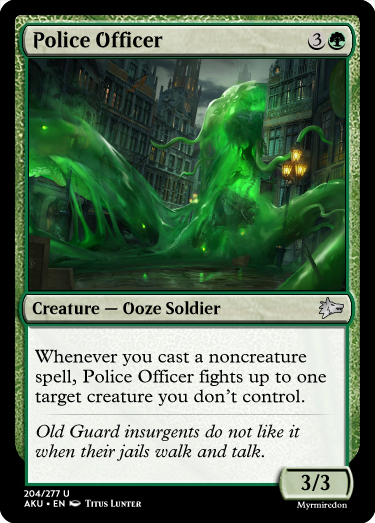 Police Officer 3
Creature — Ooze Soldier
Whenever you cast a noncreature
spell, Police Officer fights up to one
target creature you don't control.
Old Guard insurgents do not like it
when their jails walk and talk.
3/3
204/277 U
AKU • EN Titus Lunter
Myrmiredon